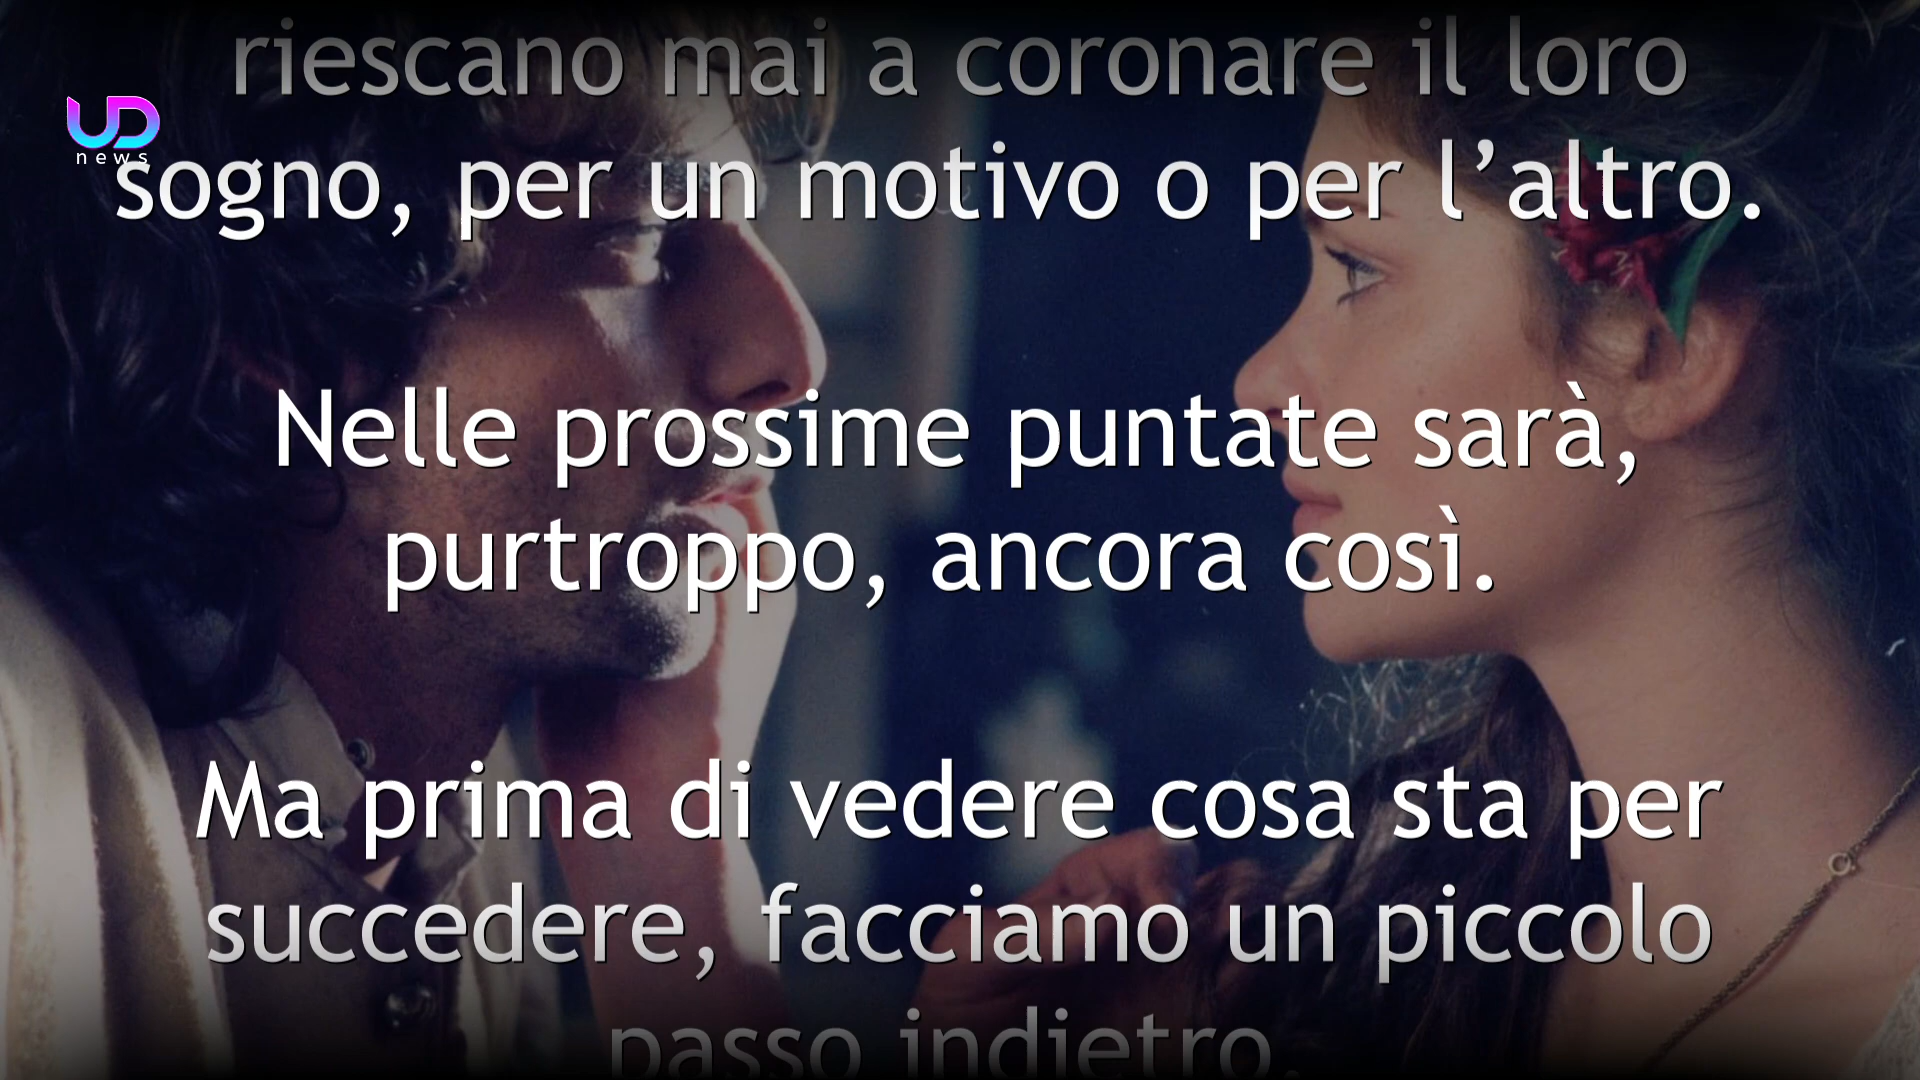 riescano mai a coronare il loro
UD
news
sogno, per un motivo o per l’altro.
Nelle prossime puntate sarà,
purtroppo, ancora così.
Ma prima di vedere cosa sta per
succedere, facciamo un piccolo
passo indietro.